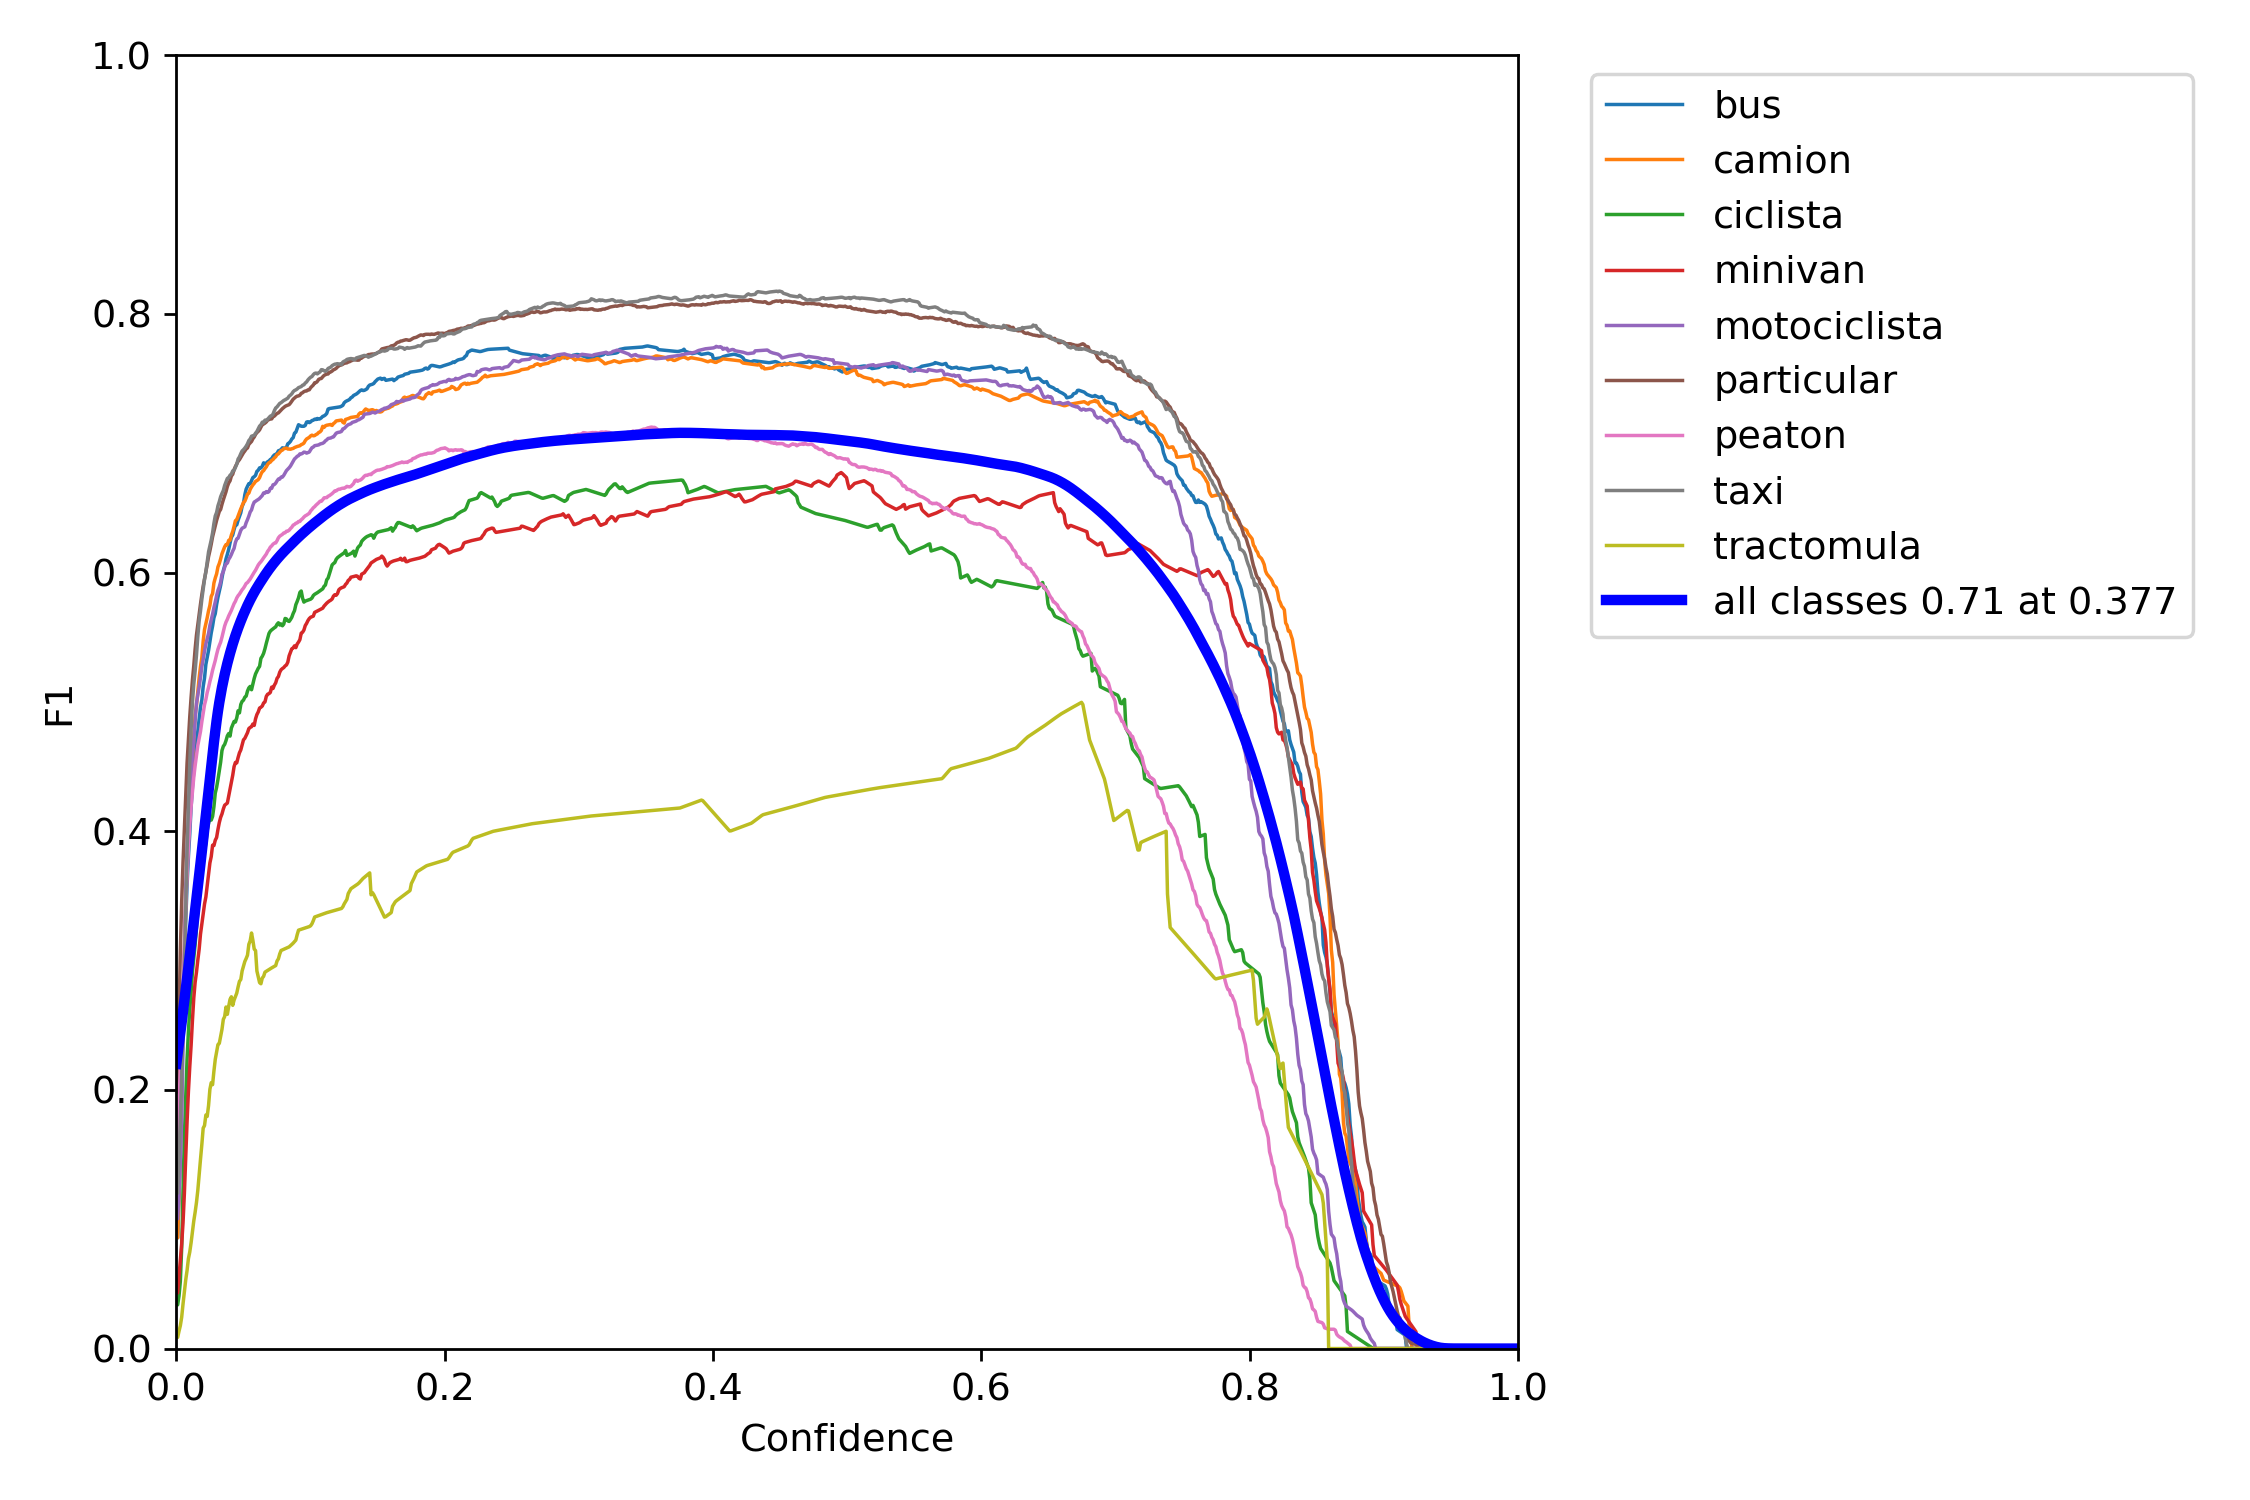 1.0
0.8
0.6
0.4
0.2
0.0
F1
0.0 0.2 0.4 0.6 0.8 1.0
Confidence
bus
camion
ciclista
minivan
motociclista
particular
peaton
taxi
tractomula
all classes 0.71 at 0.377